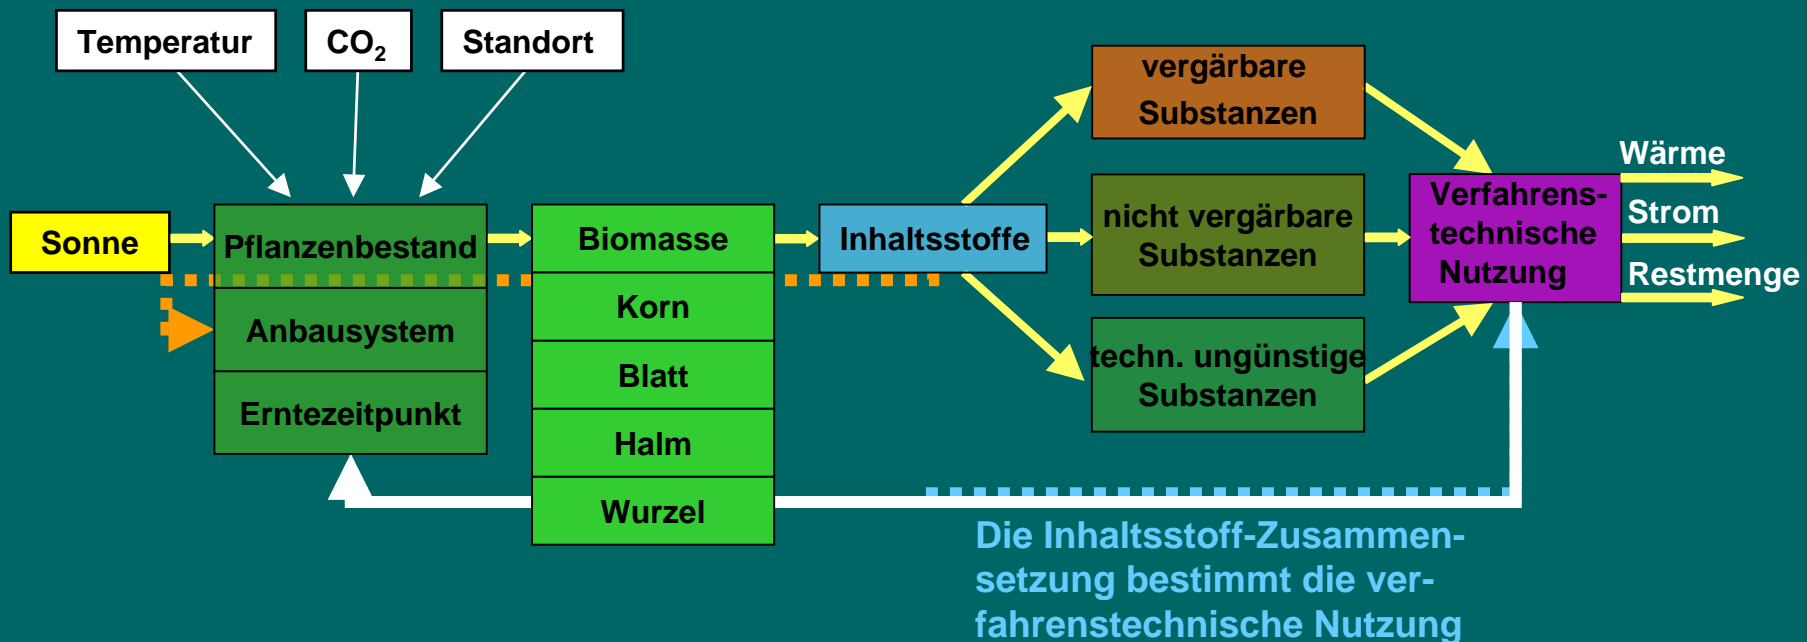 Temperatur
CO₂
Standort
Sonne
Pflanzenbestand
Anbausystem
Erntezeitpunkt
Biomasse
Korn
Blatt
Halm
Wurzel
Inhaltsstoffe
vergärbare
Substanzen
nicht vergärbare
Substanzen
techn. ungünstige
Substanzen
Verfahrens-
technische
Nutzung
Wärme
Strom
Restmenge
Die Inhaltsstoff-Zusammen-
setzung bestimmt die ver-
fahrenstechnische Nutzung